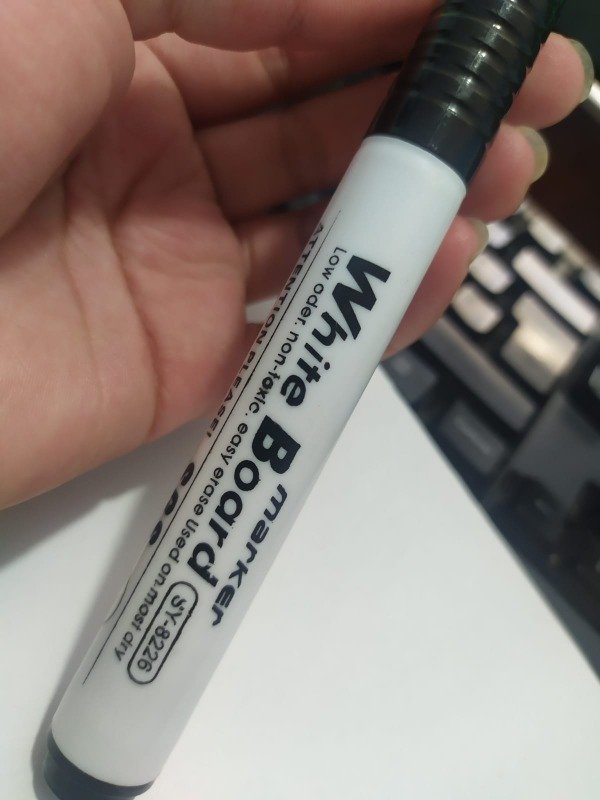 White Board marker
SY-8226
Low oder. non-toxic. easy erase Used on most dry
ATTENTION PLEASE!